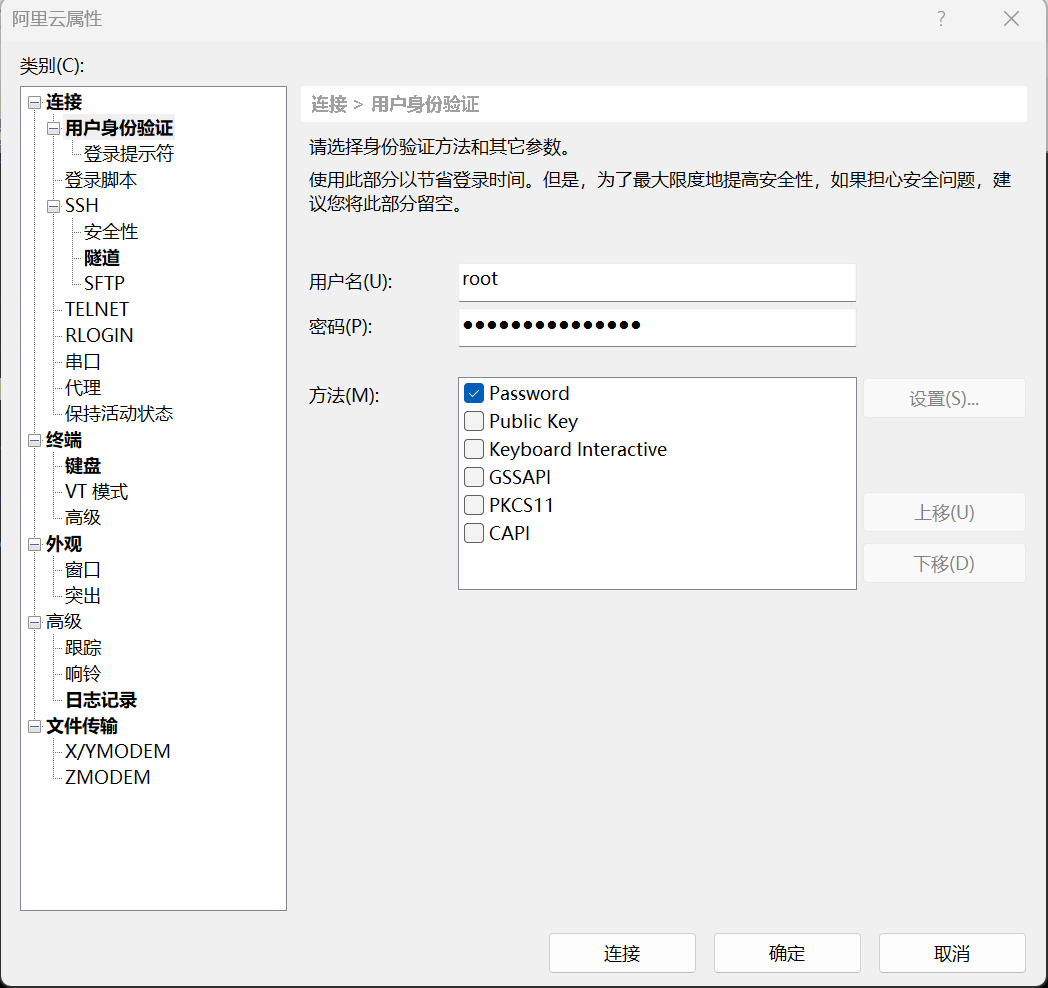 阿里云属性
类别(C):
连接
用户身份验证
登录提示符
登录脚本
SSH
安全性
隧道
SFTP
TELNET
RLOGIN
串口
代理
保持活动状态
终端
键盘
VT 模式
高级
外观
窗口
突出
高级
跟踪
响铃
日志记录
文件传输
X/YMODEM
ZMODEM
连接 > 用户身份验证
请选择身份验证方法和其它参数。
使用此部分以节省登录时间。但是，为了最大限度地提高安全性，如果担心安全问题，建
议您将此部分留空。
用户名(U):
root
密码(P):
●●●●●●●●●●●●●●●
方法(M):
Password
Public Key
Keyboard Interactive
GSSAPI
PKCS11
CAPI
设置(S)...
上移(U)
下移(D)
连接
确定
取消